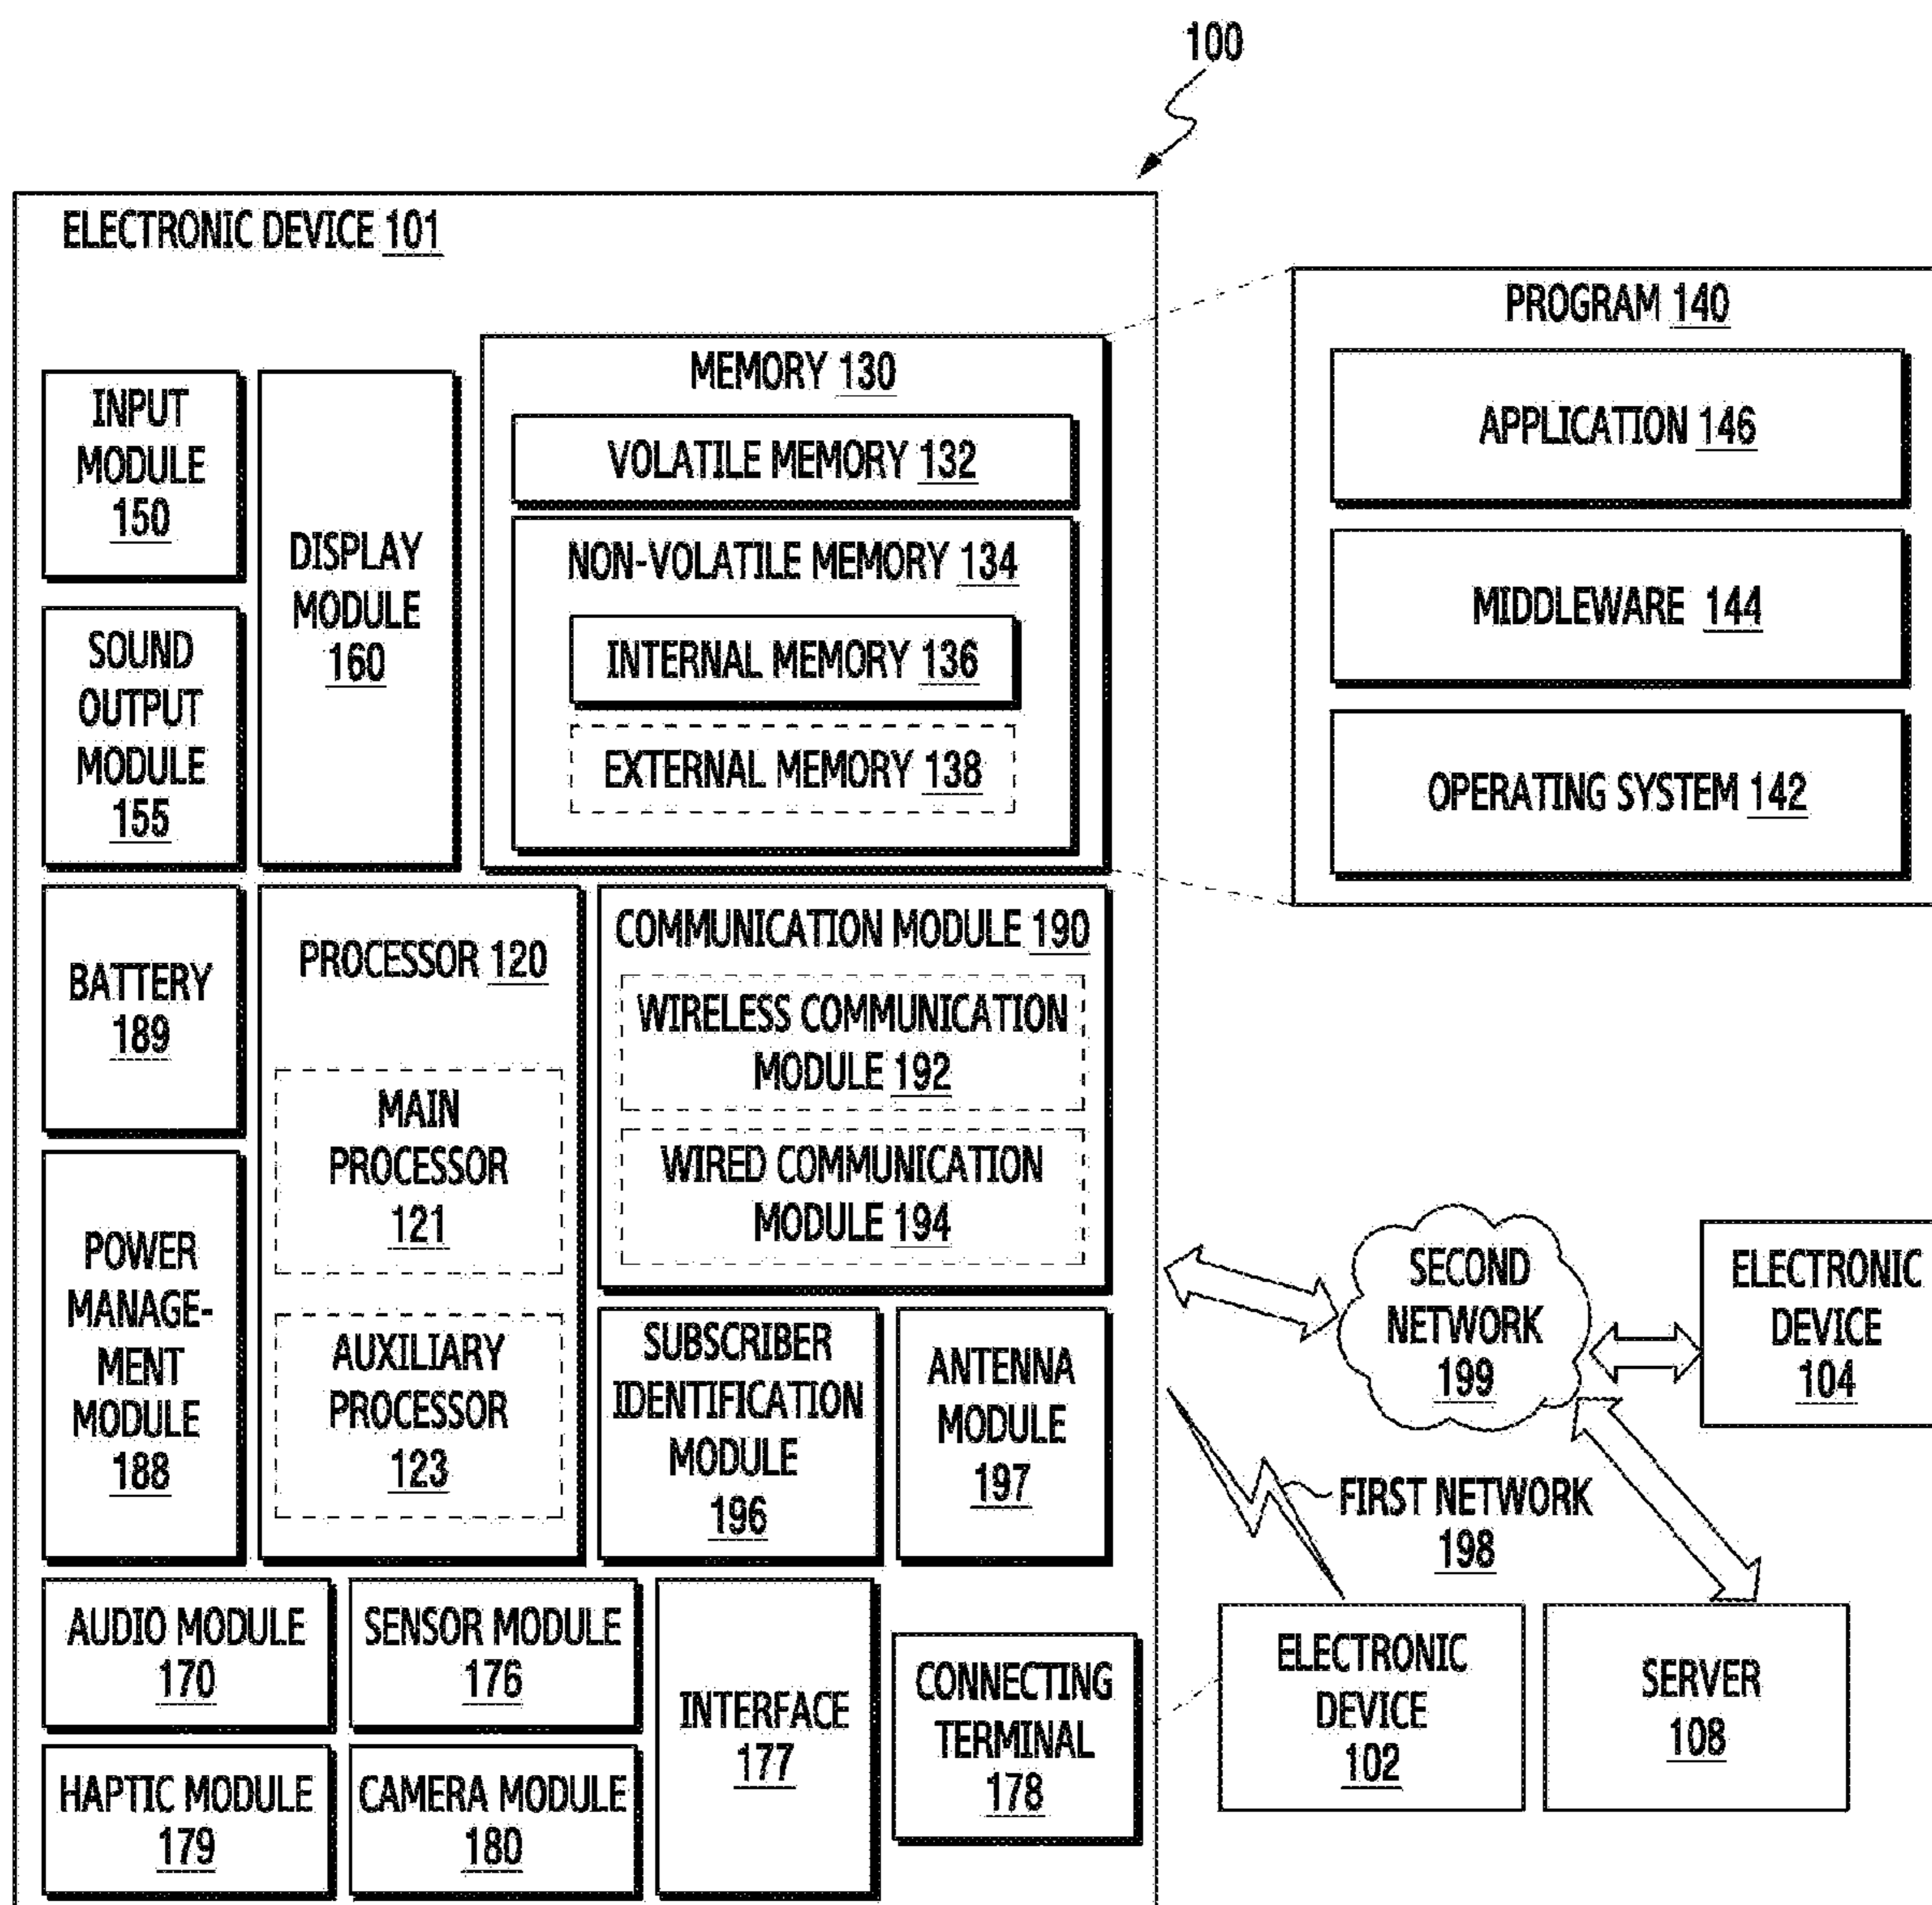 100
ELECTRONIC DEVICE 101
PROGRAM 140
APPLICATION 146
MIDDLEWARE 144
OPERATING SYSTEM 142
INPUT
MODULE
150
SOUND
OUTPUT
MODULE
155
DISPLAY
MODULE
160
MEMORY 130
VOLATILE MEMORY 132
NON-VOLATILE MEMORY 134
INTERNAL MEMORY 136
EXTERNAL MEMORY 138
BATTERY
189
POWER
MANAGE-
MENT
MODULE
188
PROCESSOR 120
MAIN
PROCESSOR
121
AUXILIARY
PROCESSOR
123
COMMUNICATION MODULE 190
WIRELESS COMMUNICATION
MODULE 192
WIRED COMMUNICATION
MODULE 194
SUBSCRIBER
IDENTIFICATION
MODULE
196
ANTENNA
MODULE
197
SECOND
NETWORK
199
ELECTRONIC
DEVICE
104
FIRST NETWORK
198
AUDIO MODULE
170
SENSOR MODULE
176
HAPTIC MODULE
179
CAMERA MODULE
180
INTERFACE
177
CONNECTING
TERMINAL
178
ELECTRONIC
DEVICE
102
SERVER
108